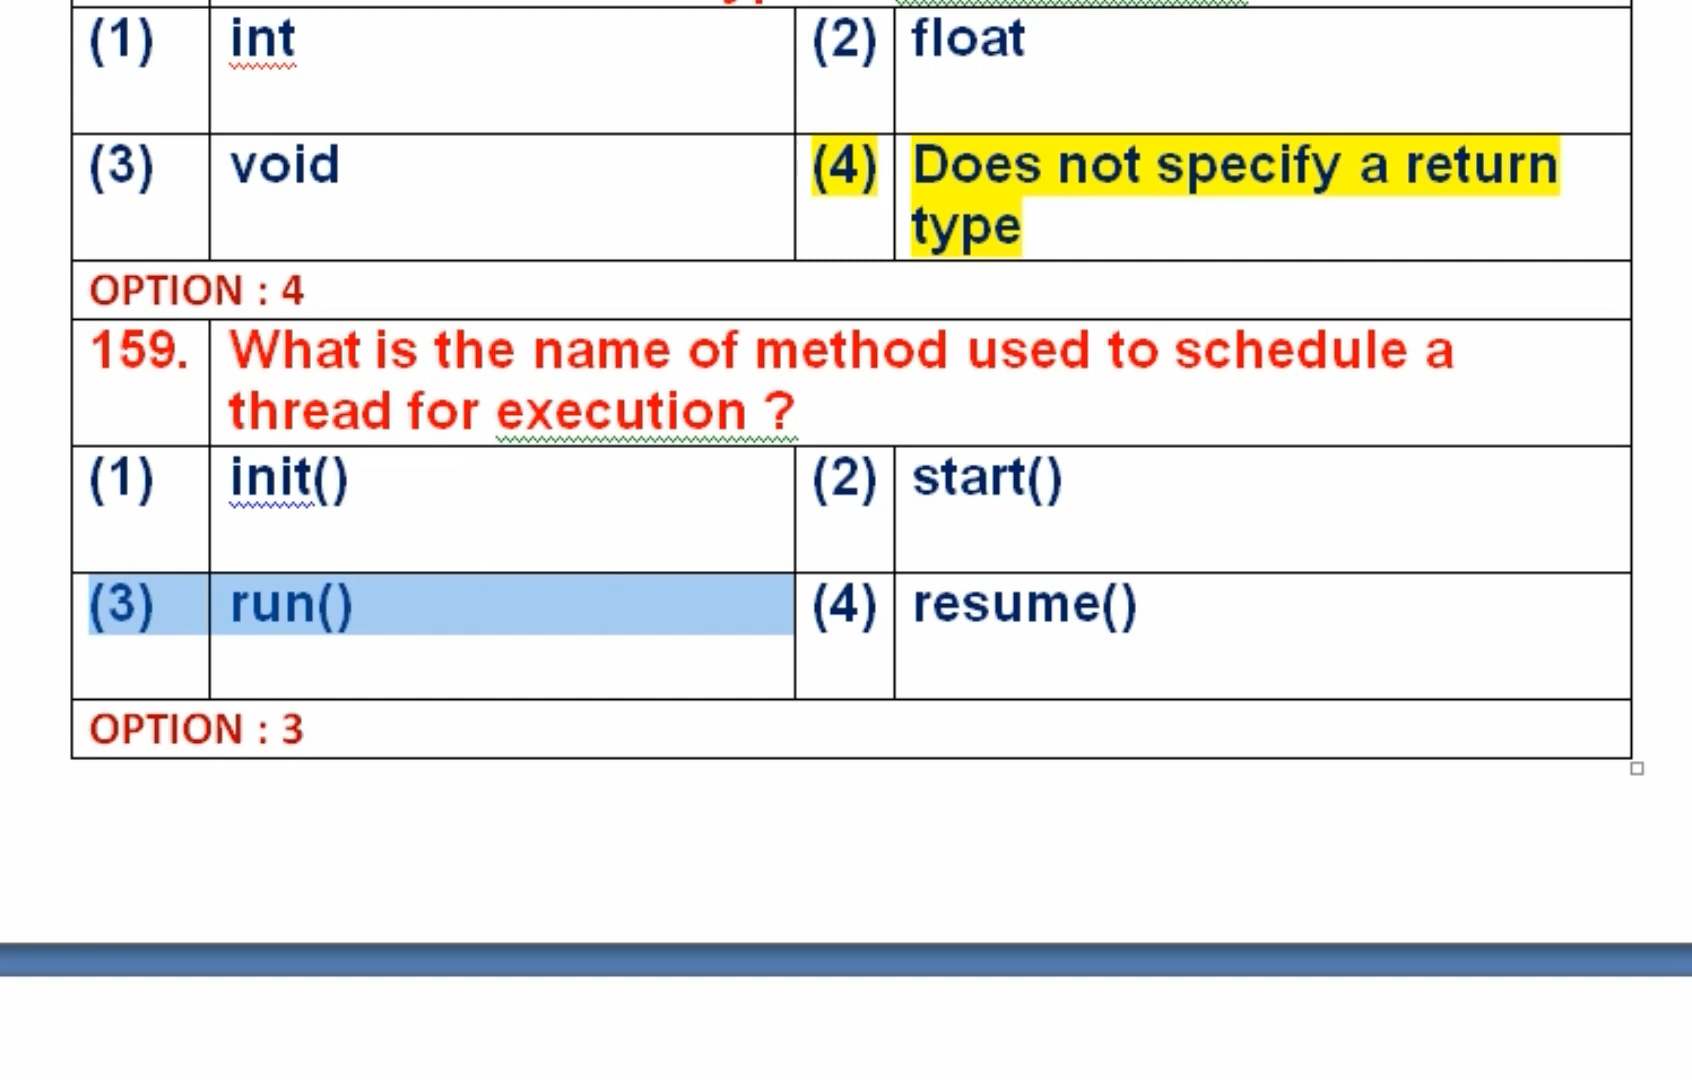 (1) int (2) float
(3) void (4) Does not specify a return
type
OPTION : 4
159. What is the name of method used to schedule a
thread for execution ?
(1) init() (2) start()
(3) run() (4) resume()
OPTION : 3